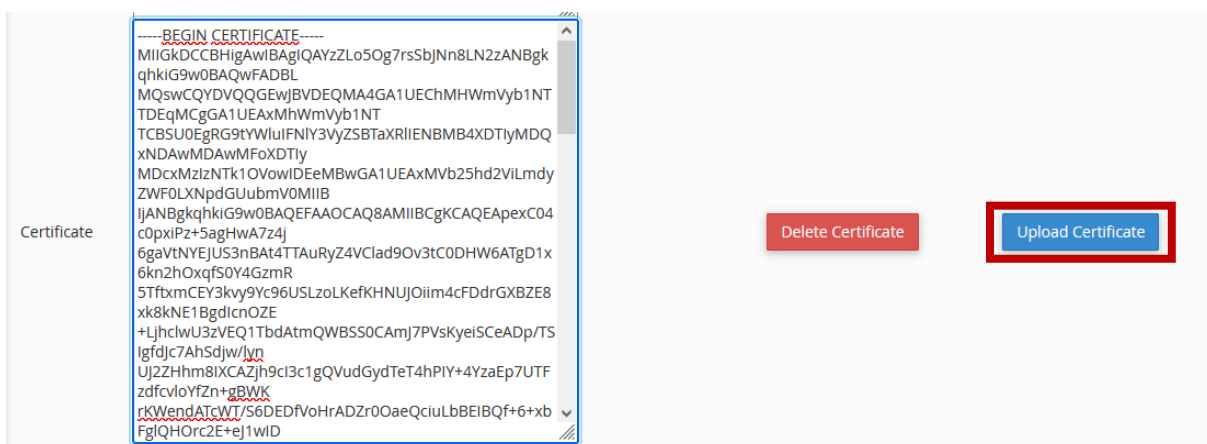 -----BEGIN CERTIFICATE-----
MIIGkDCCBHigAwIBAgIQAYzZLo5Og7rsSbJNn8LN2zANBgk
qhkiG9w0BAQwFADBL
MQswCQYDVQQGEwJBVDEQMA4GA1UEChMHWmVyb1NT
TDEqMCgGA1UEAxMhWmVyb1NT
TCBSU0EgRG9tYWluIFNlY3VyZSBTaXRlIENBMB4XDTIyMDQ
xNDAwMDAwMFoXDTIy
MDcxMzIzNTk1OVowIDEeMBwGA1UEAxMVb25hd2ViLmdy
ZWF0LXNpdGUubmV0MIIB
IjANBgkqhkiG9w0BAQEFAAOCAQ8AMIIBCgKCAQEApexC04
c0pxiPz+5agHwA7z4j
6gaVtNYEJUS3nBAt4TTAuRyZ4VClad9Ov3tC0DHW6ATgD1x
6kn2hOxqfS0Y4GzmR
5TftxmCEY3kvy9Yc96USLzoLKefKHNUJOiim4cFDdrGXBZE8
xk8kNE1BgdIcnOZE
+LjhclwU3zVEQ1TbdAtmQWBSS0CAmJ7PVsKyeiSCeADp/TS
IgfdJc7AhSdjw/lyn
UJ2ZHhm8IXCAZjh9cI3c1gQVudGydTeT4hPIY+4YzaEp7UTF
zdfcvloYfZn+gBWK
Certificate
Delete Certificate
Upload Certificate
rKWendATcWT/S6DEDfVoHrADZr0OaeQciuLbBEIBQf+6+xb
FglQHOrc2E+eJ1wID